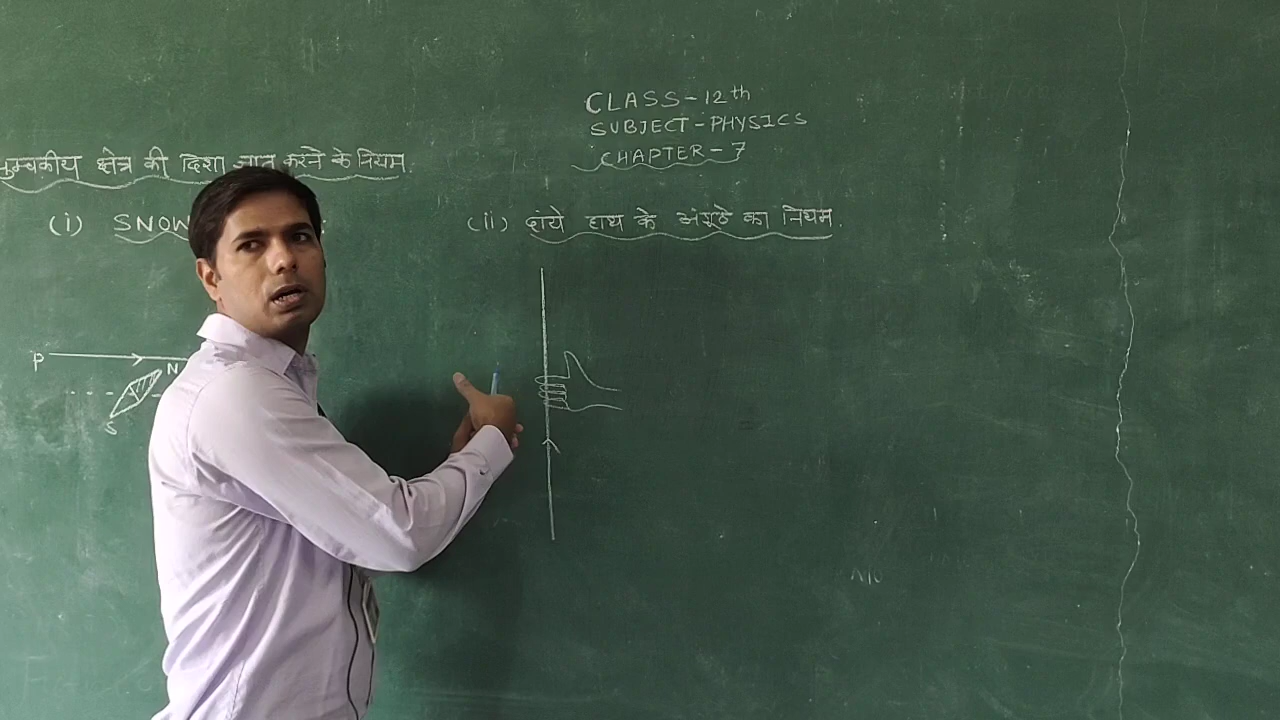 CLASS-12th
SUBJECT-PHYSICS
CHAPTER-7
चुम्बकीय क्षेत्र की दिशा ज्ञात करने के नियम.
(i) SNOW
(ii) दांये हाथ के अंगूठे का नियम.
P
N
S